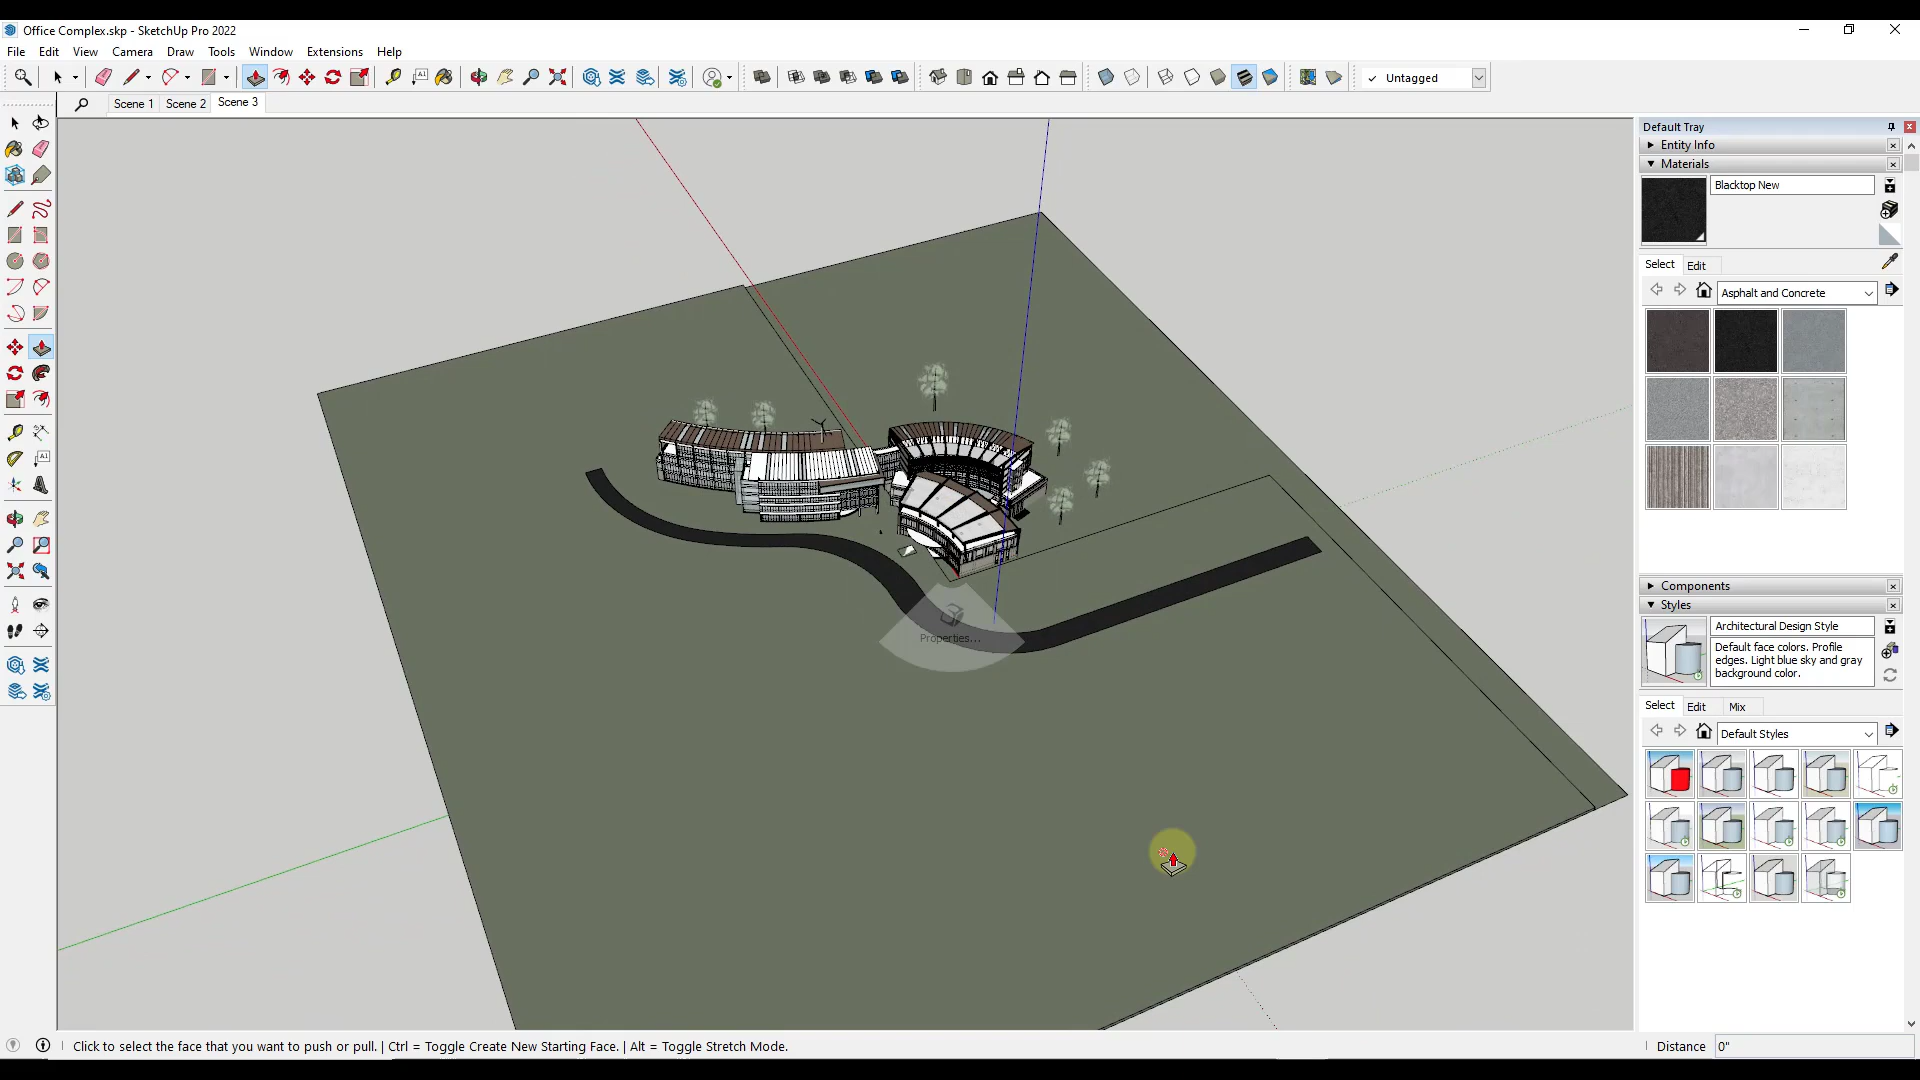 Office Complex.skp - SketchUp Pro 2022
File Edit View Camera Draw Tools Window Extensions Help
Untagged
Scene 1 Scene 2 Scene 3
Default Tray
Entity Info
Materials
Blacktop New
Select Edit
Asphalt and Concrete
Properties...
Components
Styles
Architectural Design Style
Default face colors. Profile
edges. Light blue sky and gray
background color.
Select Edit Mix
Default Styles
Click to select the face that you want to push or pull. | Ctrl = Toggle Create New Starting Face. | Alt = Toggle Stretch Mode.
Distance 0"